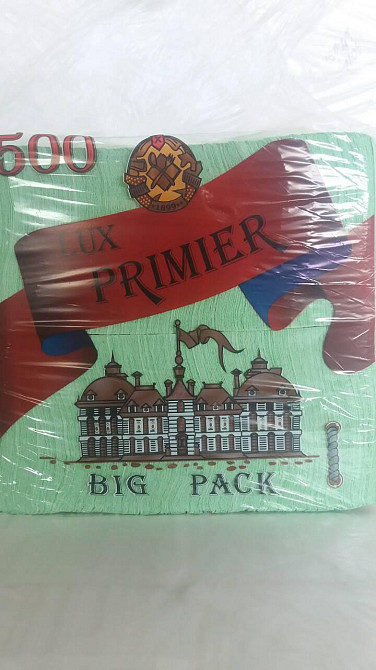 500
LUX
PRIMIER
BIG PACK